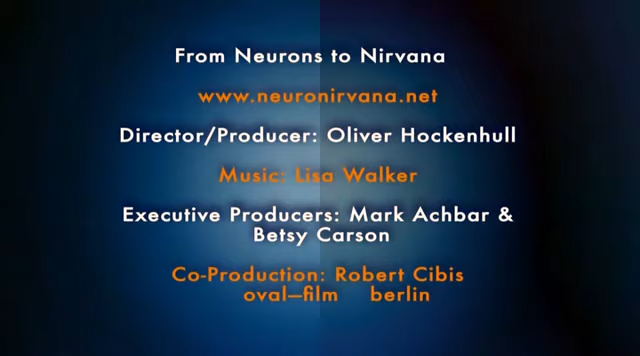 From Neurons to Nirvana
www.neuronirvana.net
Director/Producer: Oliver Hockenhull
Music: Lisa Walker
Executive Producers: Mark Achbar &
Betsy Carson
Co-Production: Robert Cibis
oval—film berlin